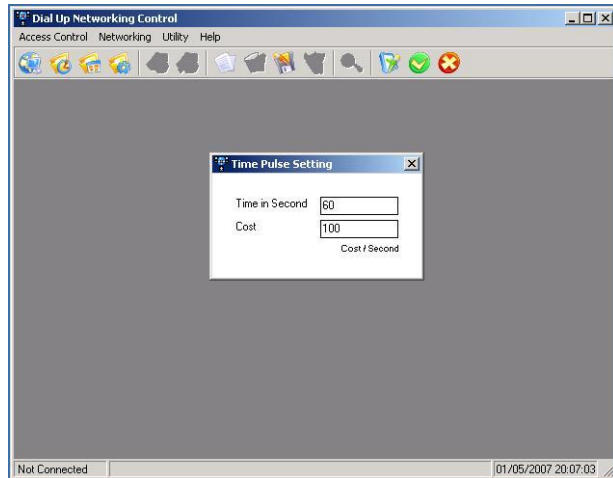 Dial Up Networking Control
Access Control Networking Utility Help
Time Pulse Setting
Time in Second 60
Cost 100
Cost / Second
Not Connected 01/05/2007 20:07:03